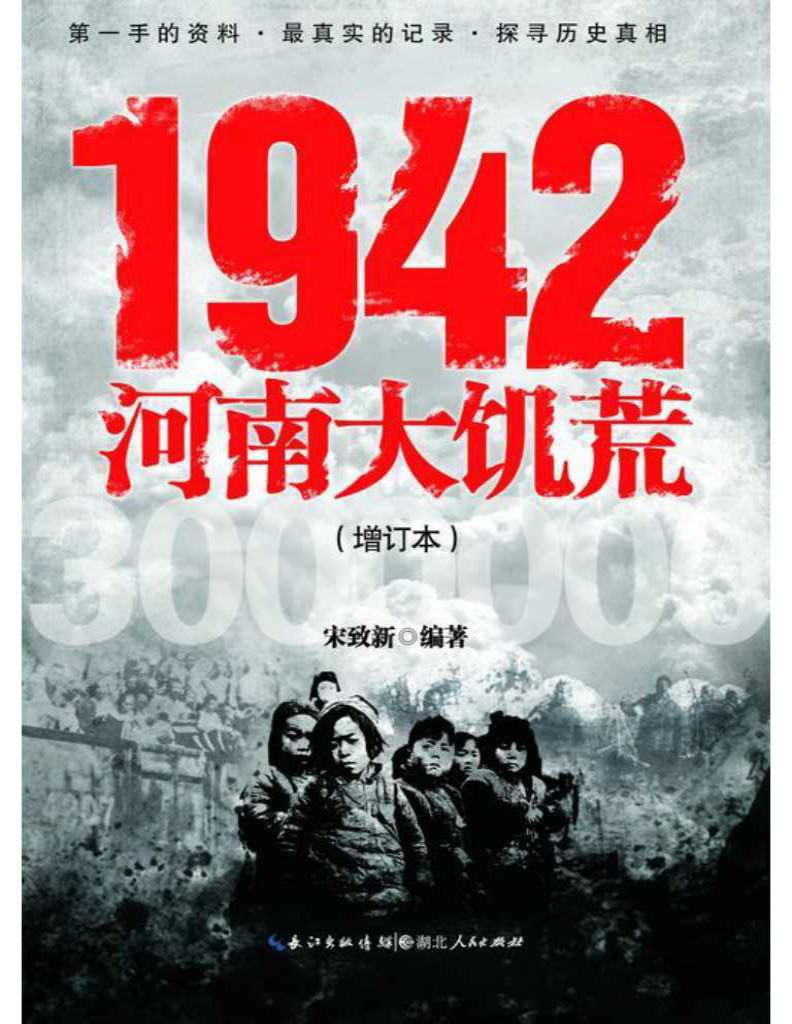 第一手的资料·最真实的记录·探寻历史真相
1942
河南大饥荒
3000000
(增订本)
宋致新◎编著
长江出版传媒 湖北人民出版社